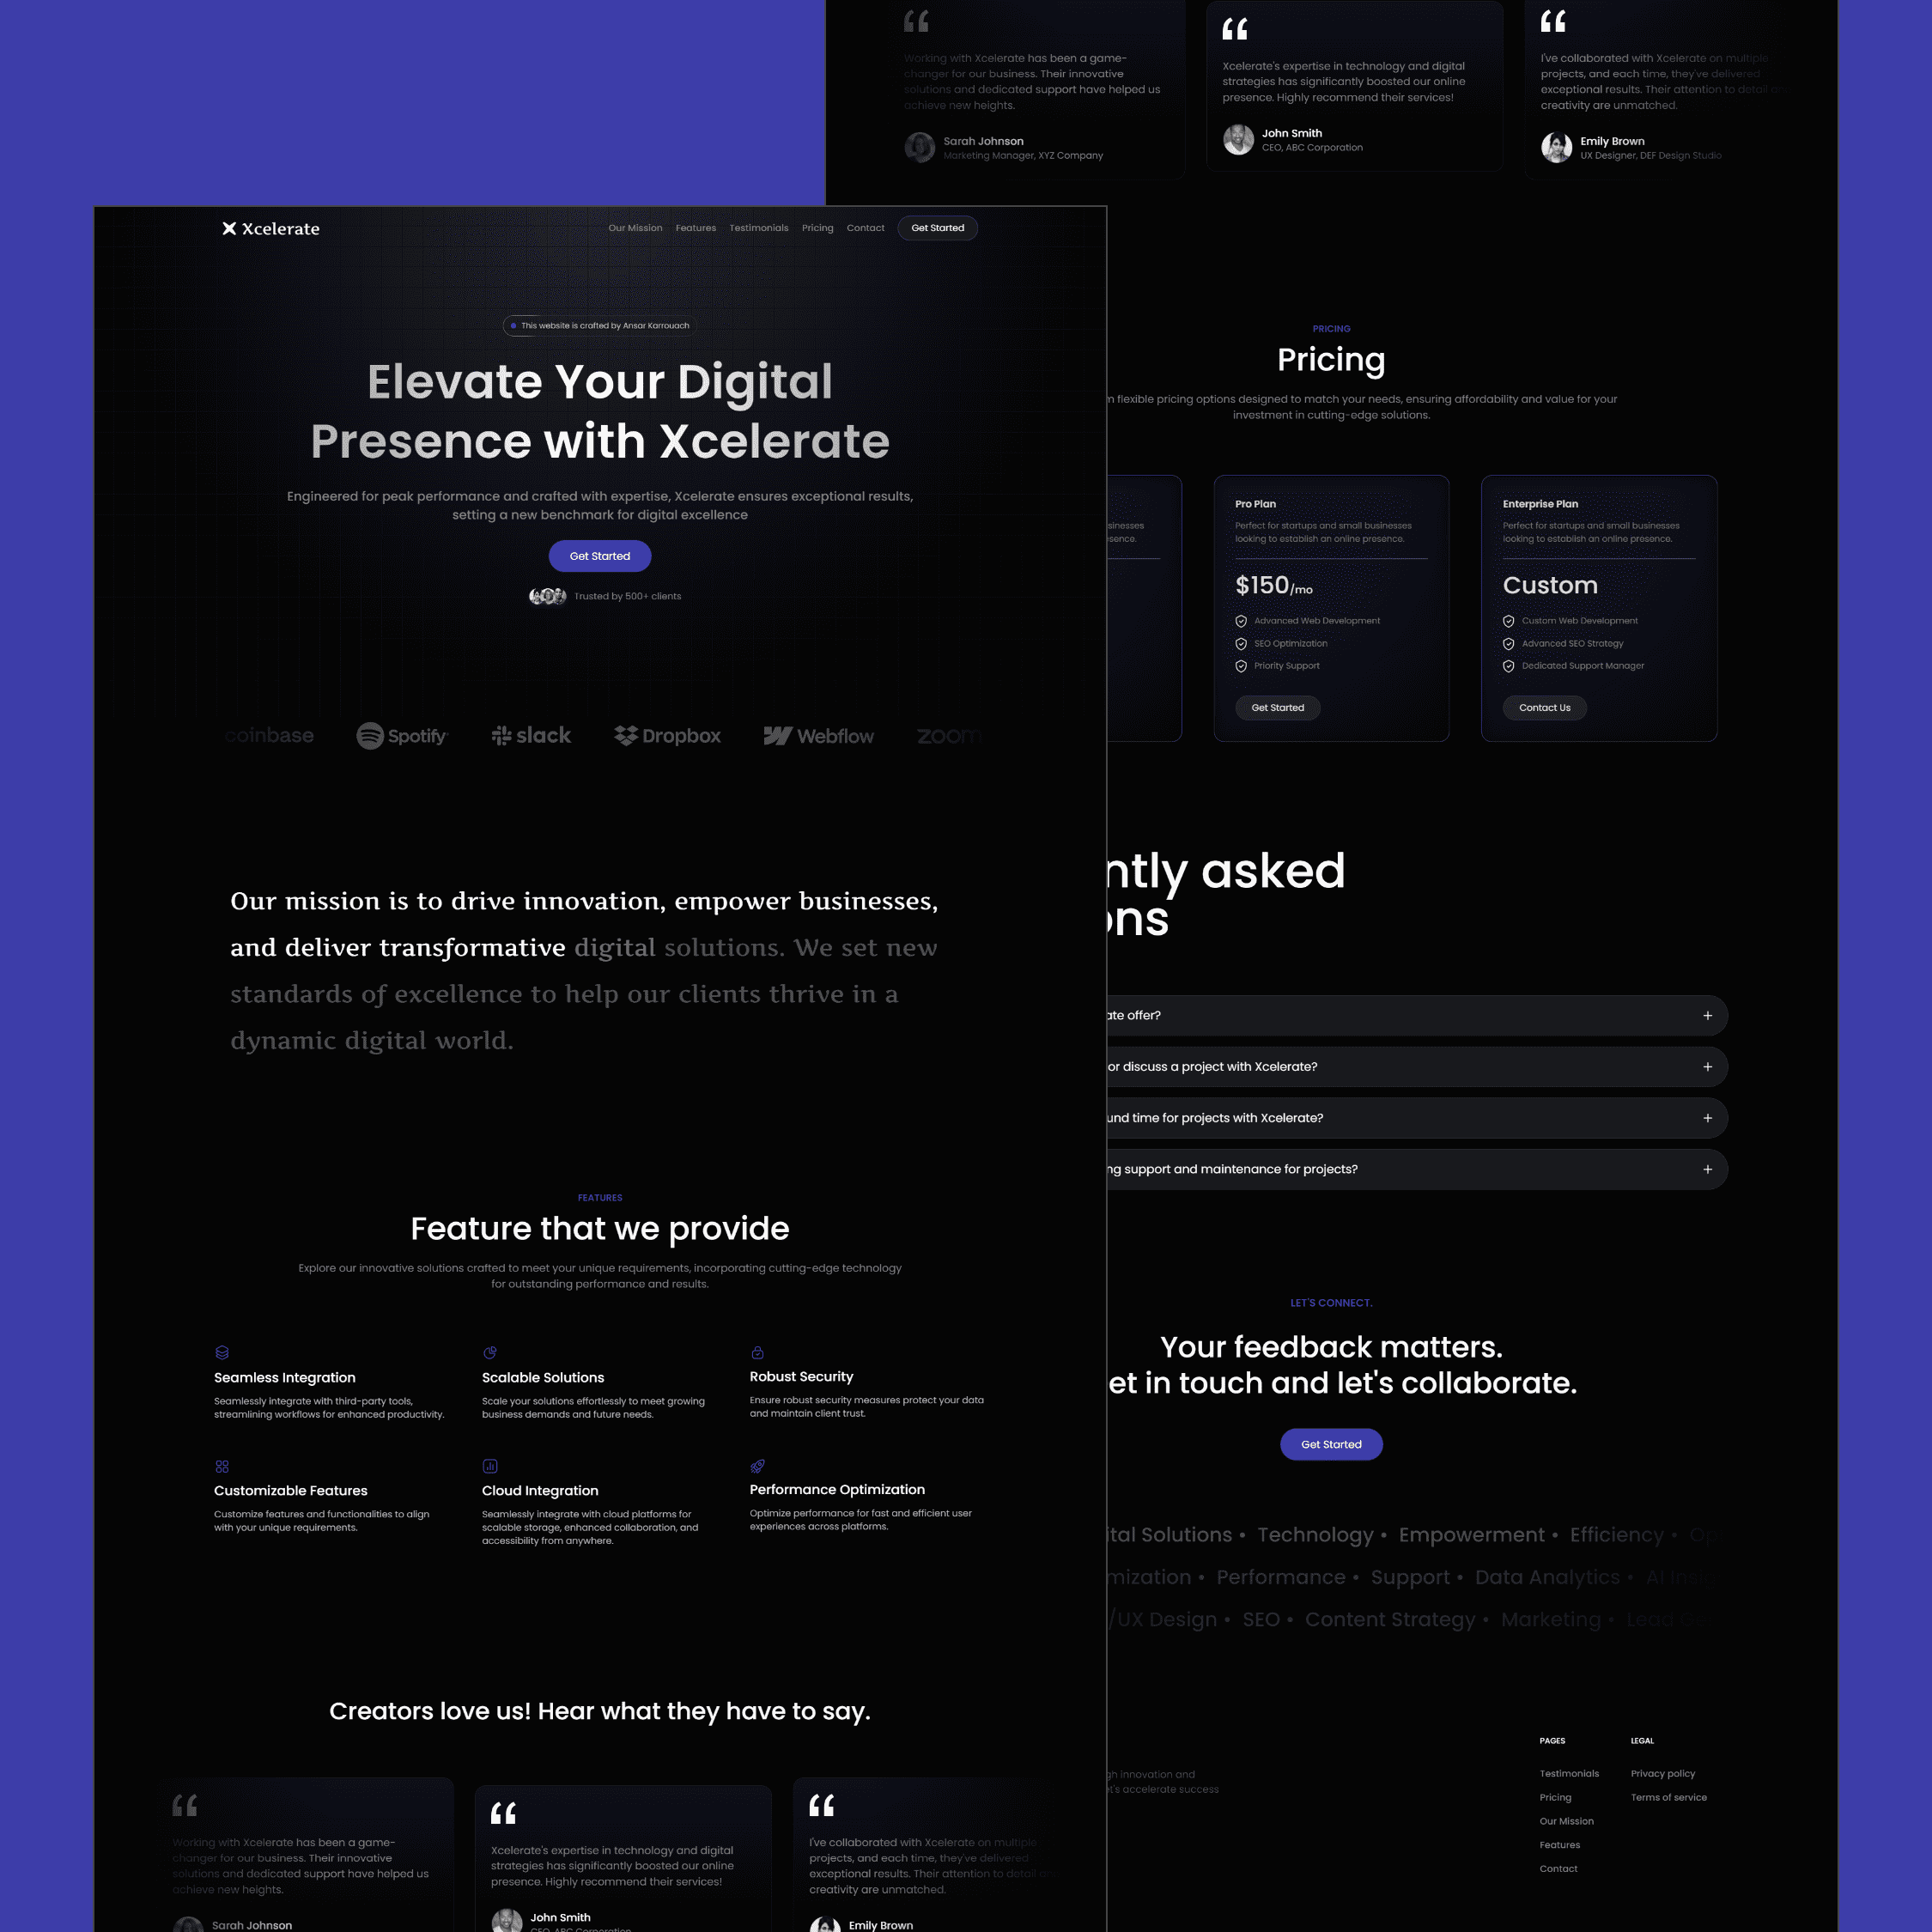 Xcelerate
Our Mission
Features
Testimonials
Pricing
Contact
Get Started
This website is crafted by Ansar Karrouach
Elevate Your Digital
Presence with Xcelerate
Engineered for peak performance and crafted with expertise, Xcelerate ensures exceptional results,
setting a new benchmark for digital excellence
Get Started
Trusted by 500+ clients
coinbase
Spotify
slack
Dropbox
Webflow
zoom
Our mission is to drive innovation, empower businesses,
and deliver transformative digital solutions. We set new
standards of excellence to help our clients thrive in a
dynamic digital world.
FEATURES
Feature that we provide
Explore our innovative solutions crafted to meet your unique requirements, incorporating cutting-edge technology
for outstanding performance and results.
Seamless Integration
Seamlessly integrate with third-party tools,
streamlining workflows for enhanced productivity.
Scalable Solutions
Scale your solutions effortlessly to meet growing
business demands and future needs.
Robust Security
Ensure robust security measures protect your data
and maintain client trust.
Customizable Features
Customize features and functionalities to align
with your unique requirements.
Cloud Integration
Seamlessly integrate with cloud platforms for
scalable storage, enhanced collaboration, and
accessibility from anywhere.
Performance Optimization
Optimize performance for fast and efficient user
experiences across platforms.
Creators love us! Hear what they have to say.
Working with Xcelerate has been a game-
changer for our business. Their innovative
solutions and dedicated support have helped us
achieve new heights.
Sarah Johnson
Xcelerate's expertise in technology and digital
strategies has significantly boosted our online
presence. Highly recommend their services!
John Smith
CEO, ABC Corporation
I've collaborated with Xcelerate on multiple
projects, and each time, they've delivered
exceptional results. Their attention to detail
creativity are unmatched.
Emily Brown
Working with Xcelerate has been a game-
changer for our business. Their innovative
solutions and dedicated support have helped us
achieve new heights.
Sarah Johnson
Marketing Manager, XYZ Company
Xcelerate's expertise in technology and digital
strategies has significantly boosted our online
presence. Highly recommend their services!
John Smith
CEO, ABC Corporation
I've collaborated with Xcelerate on multiple
projects, and each time, they've delivered
exceptional results. Their attention to detail and
creativity are unmatched.
Emily Brown
UX Designer, DEF Design Studio
PRICING
Pricing
flexible pricing options designed to match your needs, ensuring affordability and value for your
investment in cutting-edge solutions.
sinesses
sence.
Pro Plan
Perfect for startups and small businesses
looking to establish an online presence.
$150/mo
Advanced Web Development
SEO Optimization
Priority Support
Get Started
Enterprise Plan
Perfect for startups and small businesses
looking to establish an online presence.
Custom
Custom Web Development
Advanced SEO Strategy
Dedicated Support Manager
Contact Us
ntly asked
ons
ate offer?
or discuss a project with Xcelerate?
und time for projects with Xcelerate?
ng support and maintenance for projects?
LET'S CONNECT.
Your feedback matters.
et in touch and let's collaborate.
Get Started
ital Solutions • Technology • Empowerment • Efficiency •
mization • Performance • Support • Data Analytics •
/UX Design • SEO • Content Strategy • Marketing •
gh innovation and
et's accelerate success
PAGES
Testimonials
Pricing
Our Mission
Features
Contact
LEGAL
Privacy policy
Terms of service